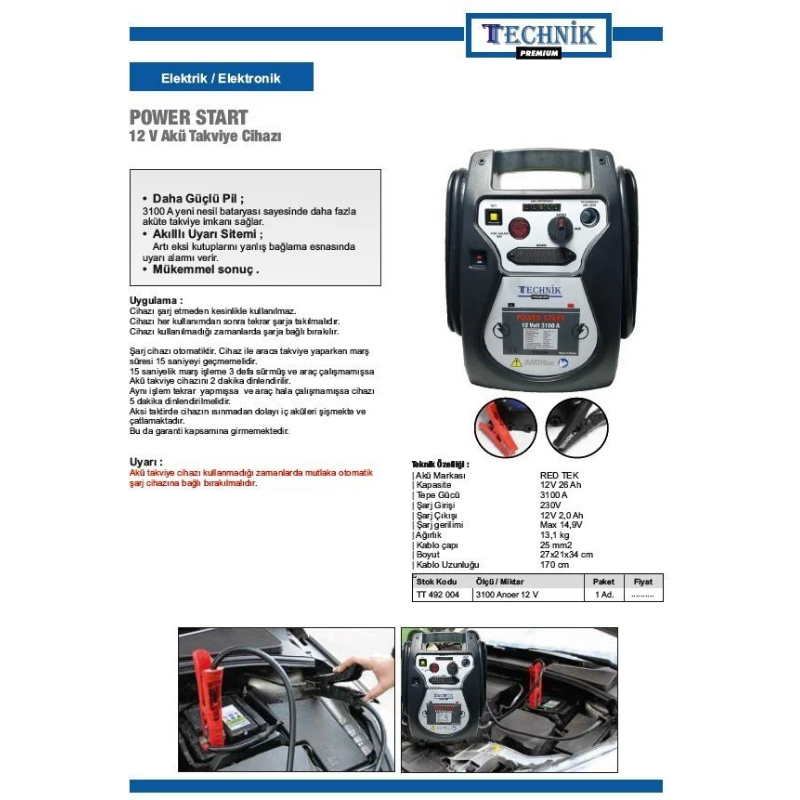 TECHNİK
PREMIUM
Elektrik / Elektronik
POWER START
12 V Akü Takviye Cihazı
• Daha Güçlü Pil ;
3100 A yeni nesil bataryası sayesinde daha fazla
aküte takviye imkanı sağlar.
• Akıllı Uyarı Sitemi ;
Artı eksi kutuplarını yanlış bağlama esnasında
uyarı alarmı verir.
• Mükemmel sonuç .
TECHNİK
PREMIUM
POWER START
12 Volt 3100 A
Uygulama :
Cihazı şarj etmeden kesinlikle kullanılmaz.
Cihazı her kullanımdan sonra tekrar şarja takılmalıdır.
Cihazı kullanılmadığı zamanlarda şarja bağlı bırakılır.
Şarj cihazı otomatiktir. Cihaz ile araca takviye yaparken marş
süresi 15 saniyeyi geçmemelidir.
15 saniyelik marş işleme 3 defa sürmüş ve araç çalışmamışsa
Akü takviye cihazını 2 dakika dinlendirilir.
Aynı işlem tekrar yapmışsa ve araç hala çalışmamışsa cihazı
5 dakika dinlendirilmelidir.
Aksi taktirde cihazın ısınmadan dolayı iç aküleri şişmekte ve
çatlamaktadır.
Bu da garanti kapsamına girmemektedir.
Uyarı :
Akü takviye cihazı kullanmadığı zamanlarda mutlaka otomatik
şarj cihazına bağlı bırakılmalıdır.
Teknik Özelliği :
| Akü Markası RED TEK
| Kapasite 12V 26 Ah
| Tepe Gücü 3100 A
| Şarj Girişi 230V
| Şarj Çıkışı 12V 2,0 Ah
| Şarj gerilimi Max 14,9V
| Ağırlık 13,1 kg
| Kablo çapı 25 mm2
| Boyut 27x21x34 cm
| Kablo Uzunluğu 170 cm
Stok Kodu Ölçü / Miktar Paket Fiyat
TT 492 004 3100 Anoer 12 V 1 Ad. ..........
TECHNİK